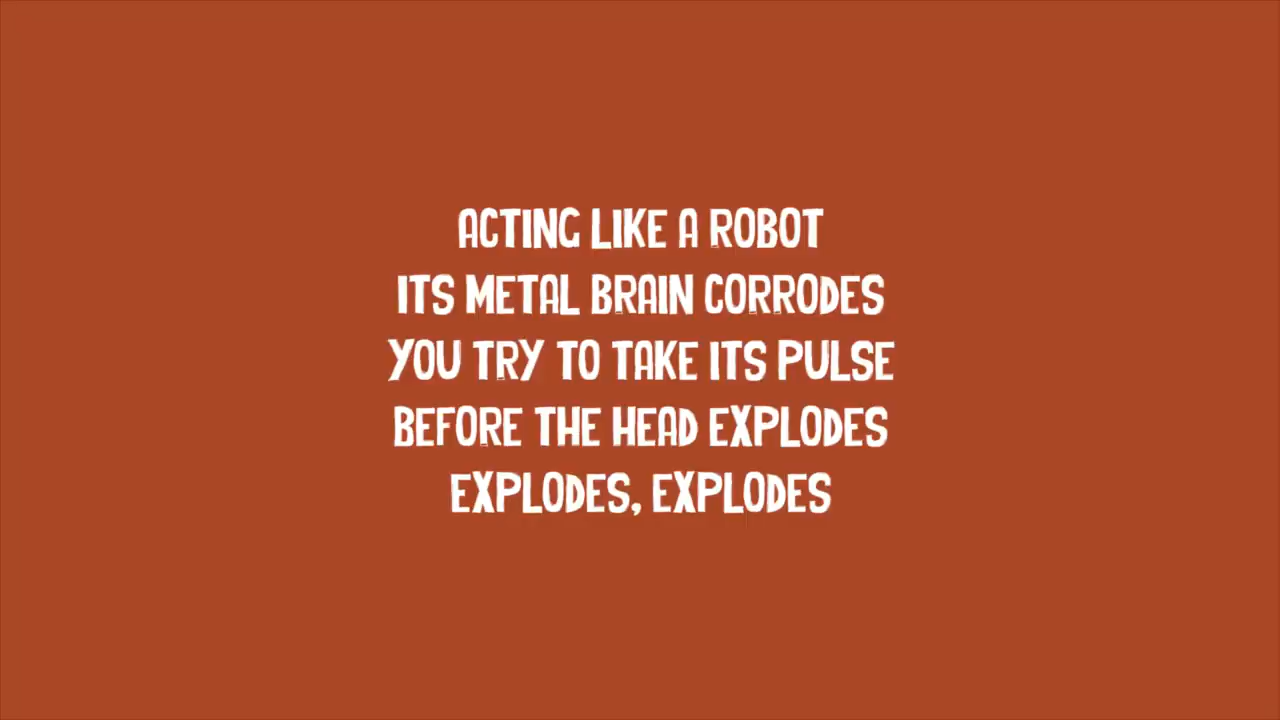 ACTING LIKE A ROBOT
ITS METAL BRAIN CORRODES
YOU TRY TO TAKE ITS PULSE
BEFORE THE HEAD EXPLODES
EXPLODES, EXPLODES